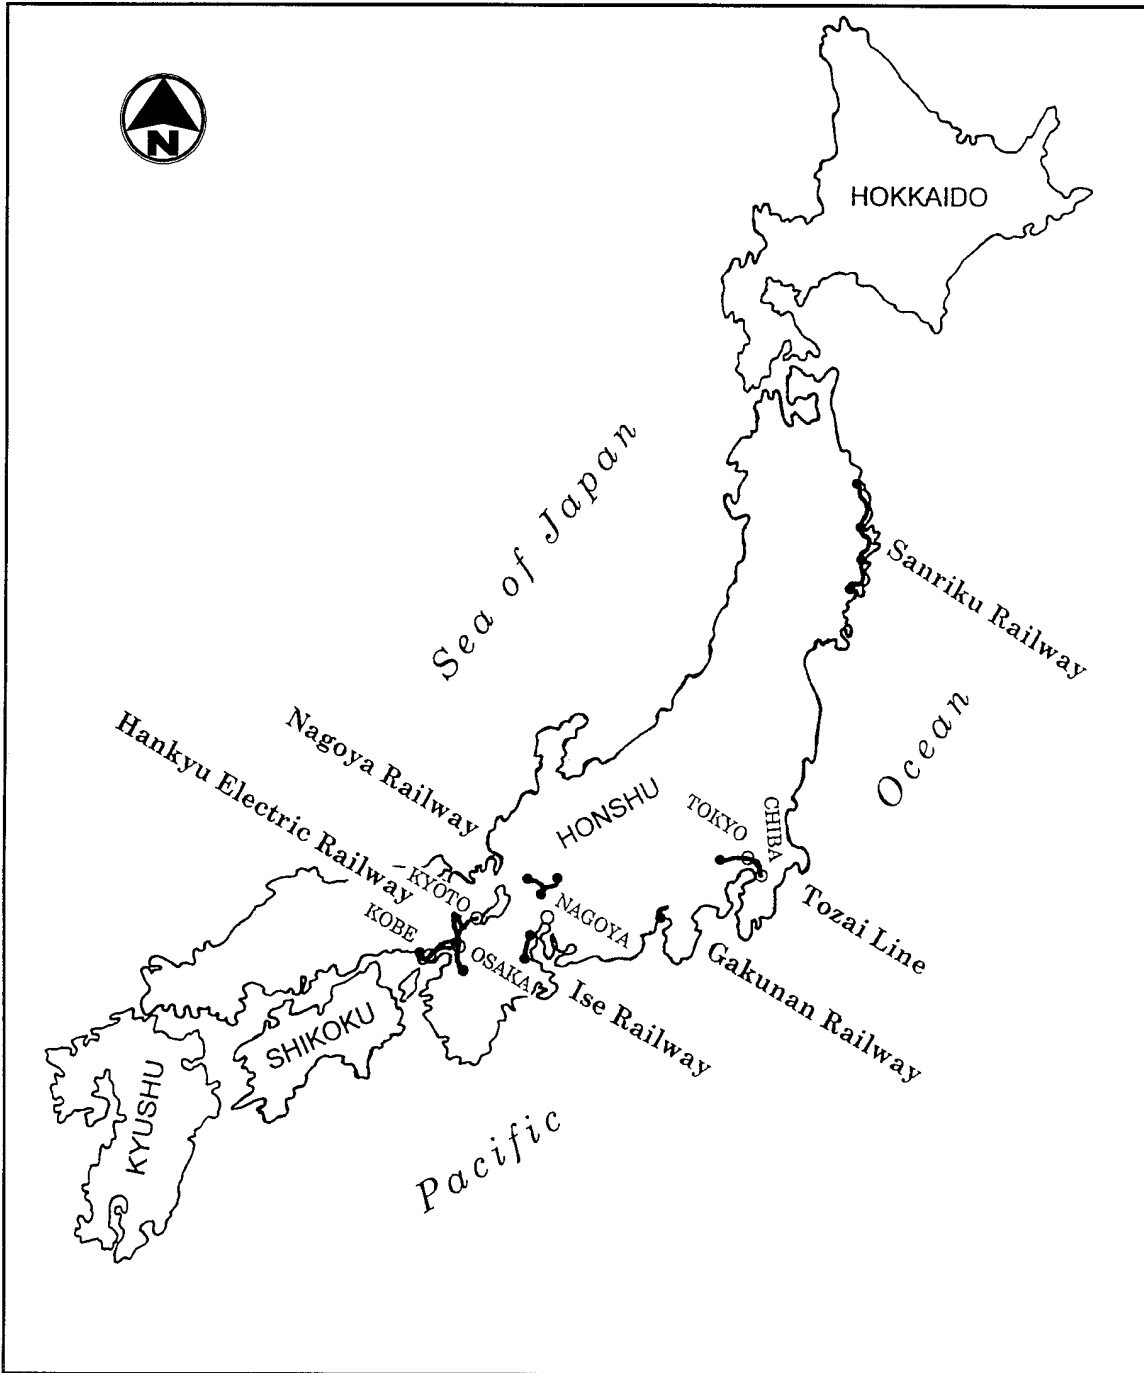 N
HOKKAIDO
Sea of Japan
Sanriku Railway
Ocean
Nagoya Railway
Hankyu Electric Railway
HONSHU
TOKYO
CHIBA
Tozai Line
KYŌTO
NAGOYA
KOBE
OSAKA
Gakunan Railway
Ise Railway
SHIKOKU
KYUSHU
Pacific